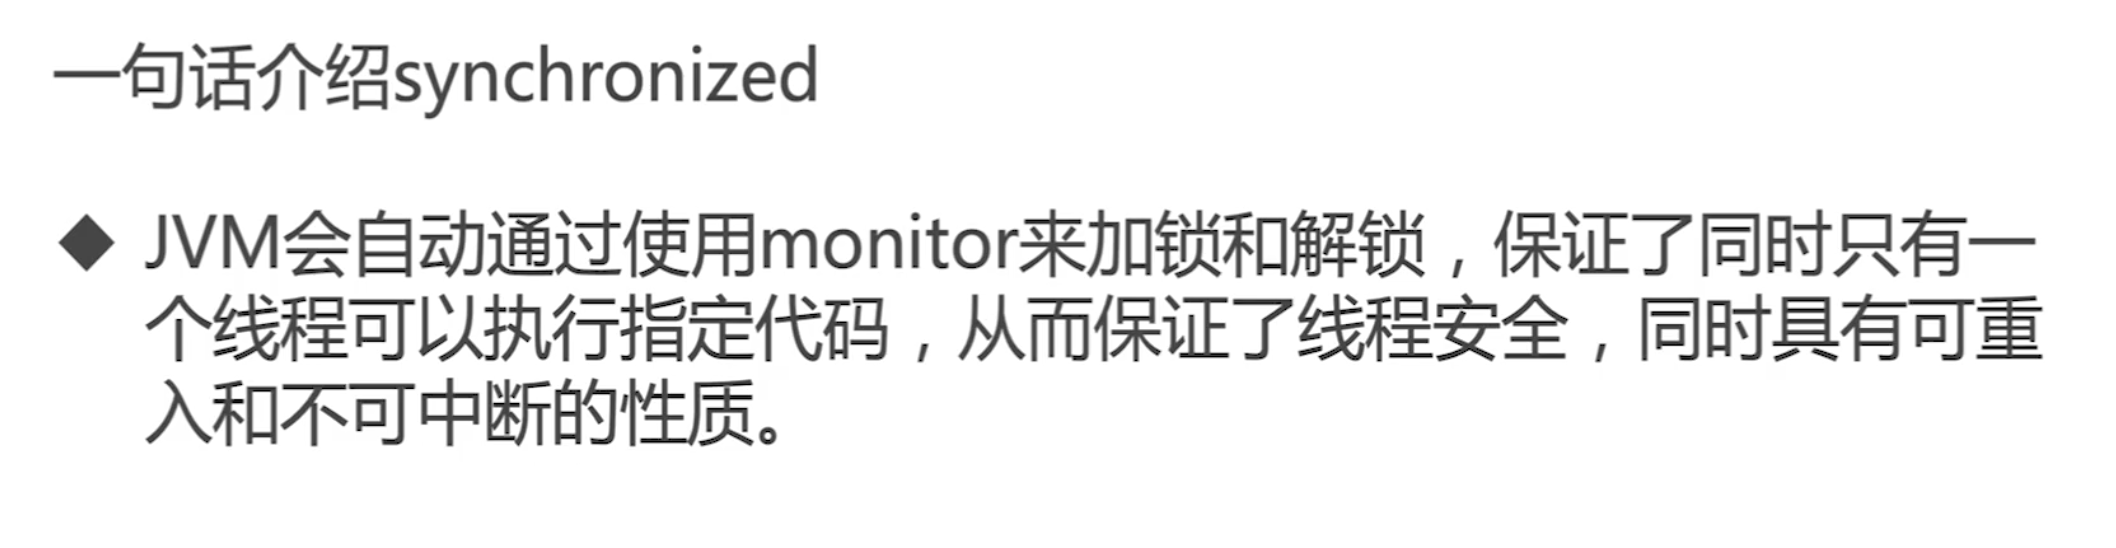 一句话介绍synchronized
◆ JVM会自动通过使用monitor来加锁和解锁，保证了同时只有一
个线程可以执行指定代码，从而保证了线程安全，同时具有可重
入和不可中断的性质。